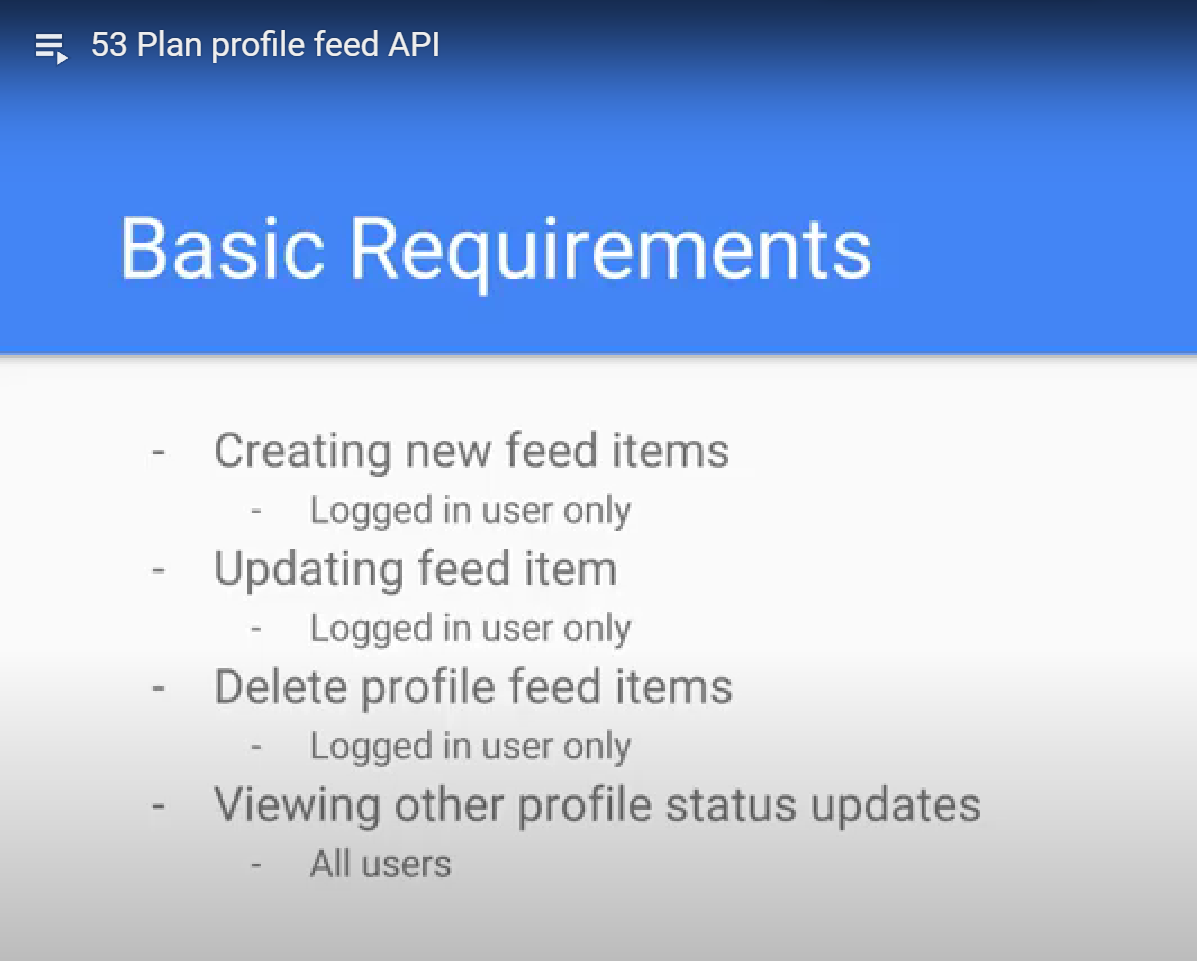 53 Plan profile feed API
Basic Requirements
- Creating new feed items
- Logged in user only
- Updating feed item
- Logged in user only
- Delete profile feed items
- Logged in user only
- Viewing other profile status updates
- All users